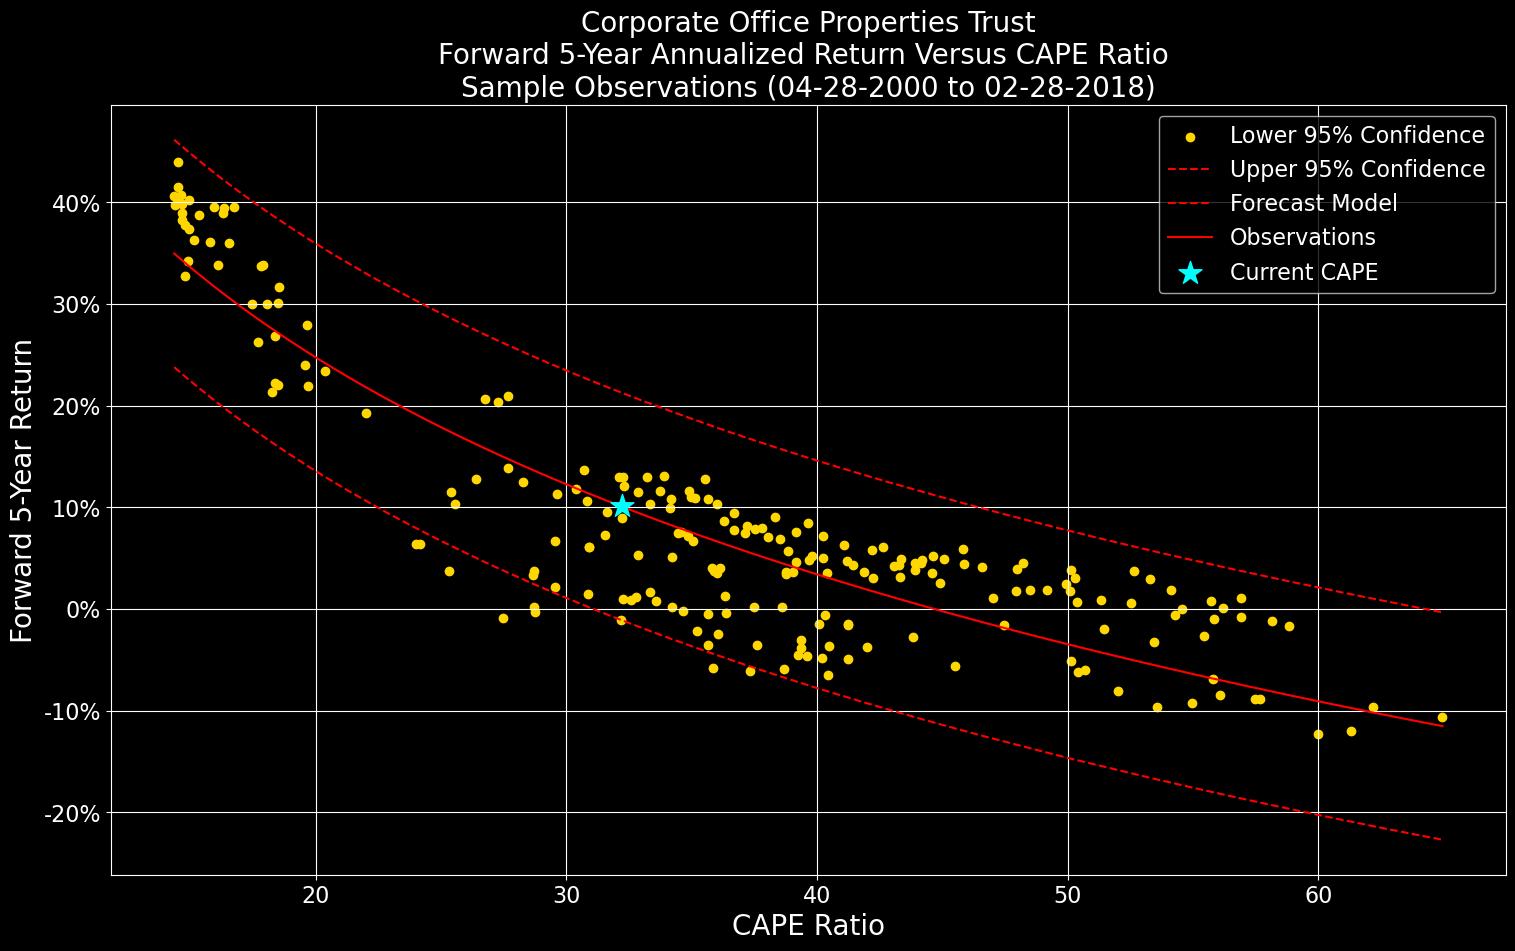 Corporate Office Properties Trust
Forward 5-Year Annualized Return Versus CAPE Ratio
Sample Observations (04-28-2000 to 02-28-2018)
Lower 95% Confidence
Upper 95% Confidence
Forecast Model
Observations
Current CAPE
Forward 5-Year Return
40%
30%
20%
10%
0%
-10%
-20%
20 30 40 50 60
CAPE Ratio